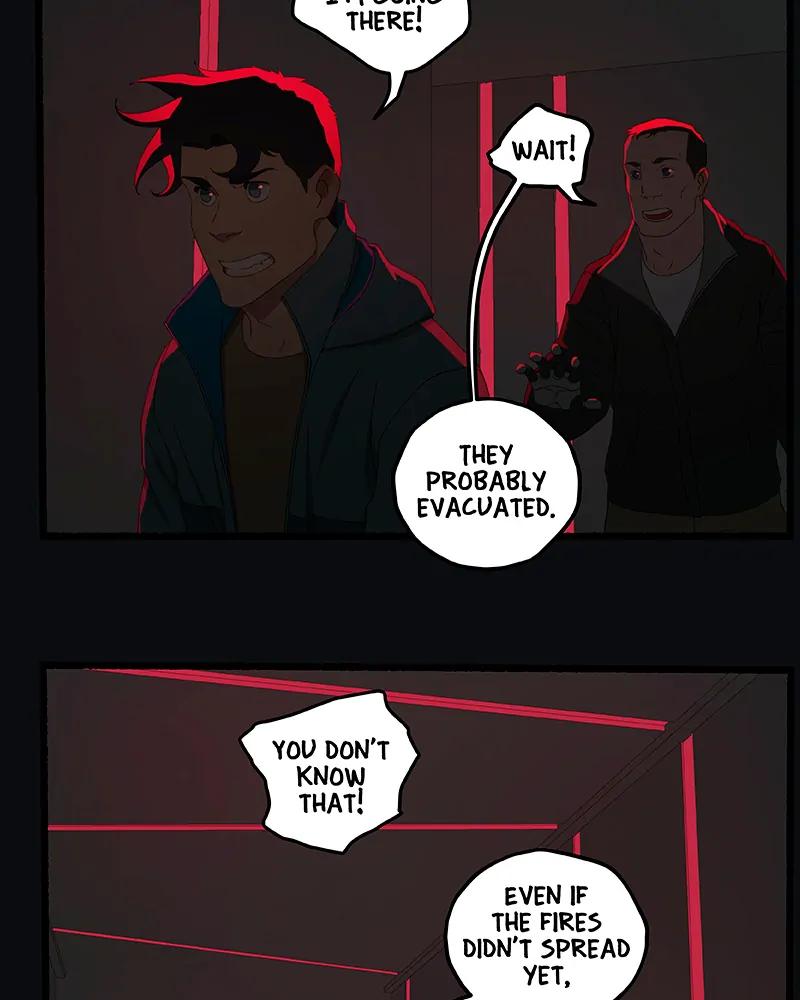 THERE!
WAIT!
THEY
PROBABLY
EVACUATED.
YOU DON'T
KNOW
THAT!
EVEN IF
THE FIRES
DIDN'T SPREAD
YET,